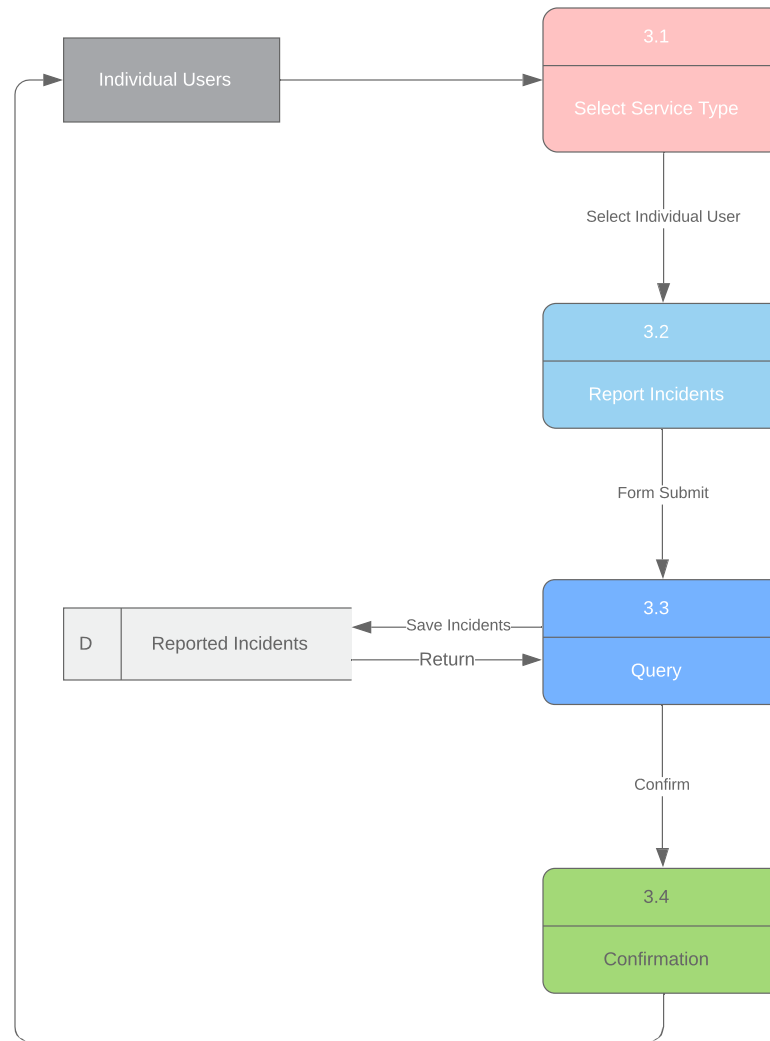 3.1
Individual Users
Select Service Type
Select Individual User
3.2
Report Incidents
Form Submit
3.3
Save Incidents
D
Reported Incidents
Return
Query
Confirm
3.4
Confirmation